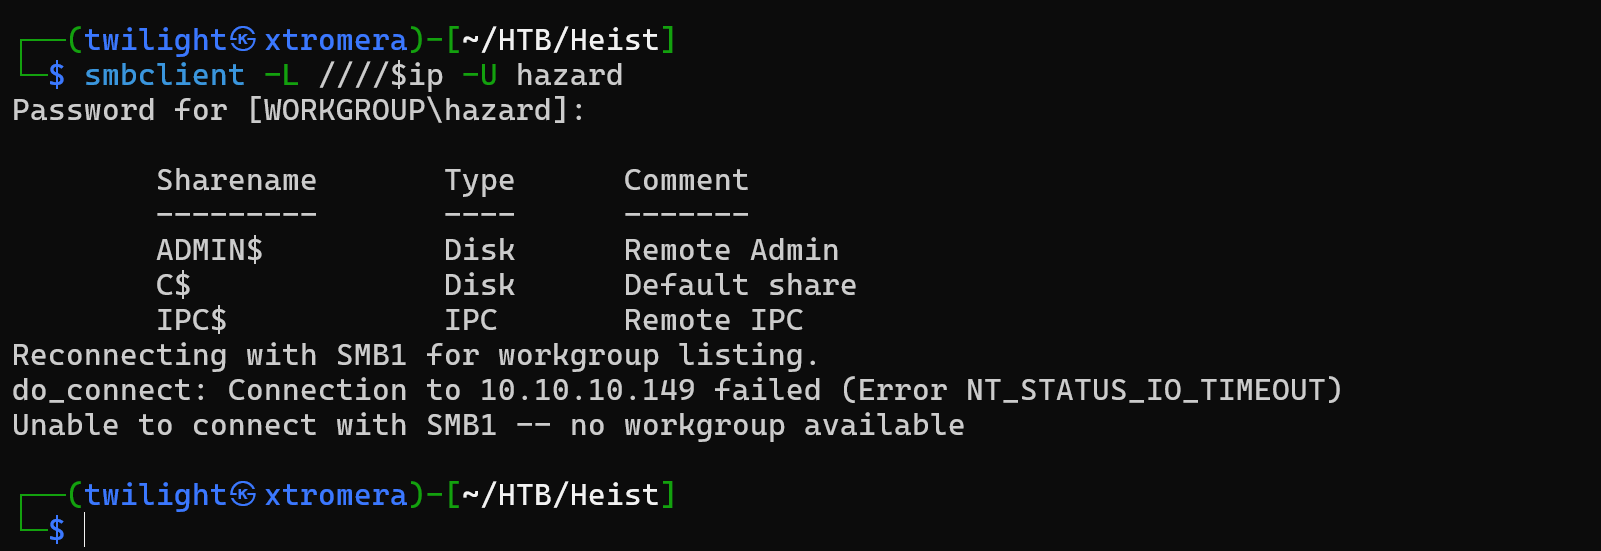 ┌──(twilight㉿xtromera)-[~/HTB/Heist]
└─$ smbclient -L ////$ip -U hazard
Password for [WORKGROUP\hazard]:

        Sharename       Type      Comment
        ---------       ----      -------
        ADMIN$          Disk      Remote Admin
        C$              Disk      Default share
        IPC$            IPC       Remote IPC
Reconnecting with SMB1 for workgroup listing.
do_connect: Connection to 10.10.10.149 failed (Error NT_STATUS_IO_TIMEOUT)
Unable to connect with SMB1 -- no workgroup available

┌──(twilight㉿xtromera)-[~/HTB/Heist]
└─$